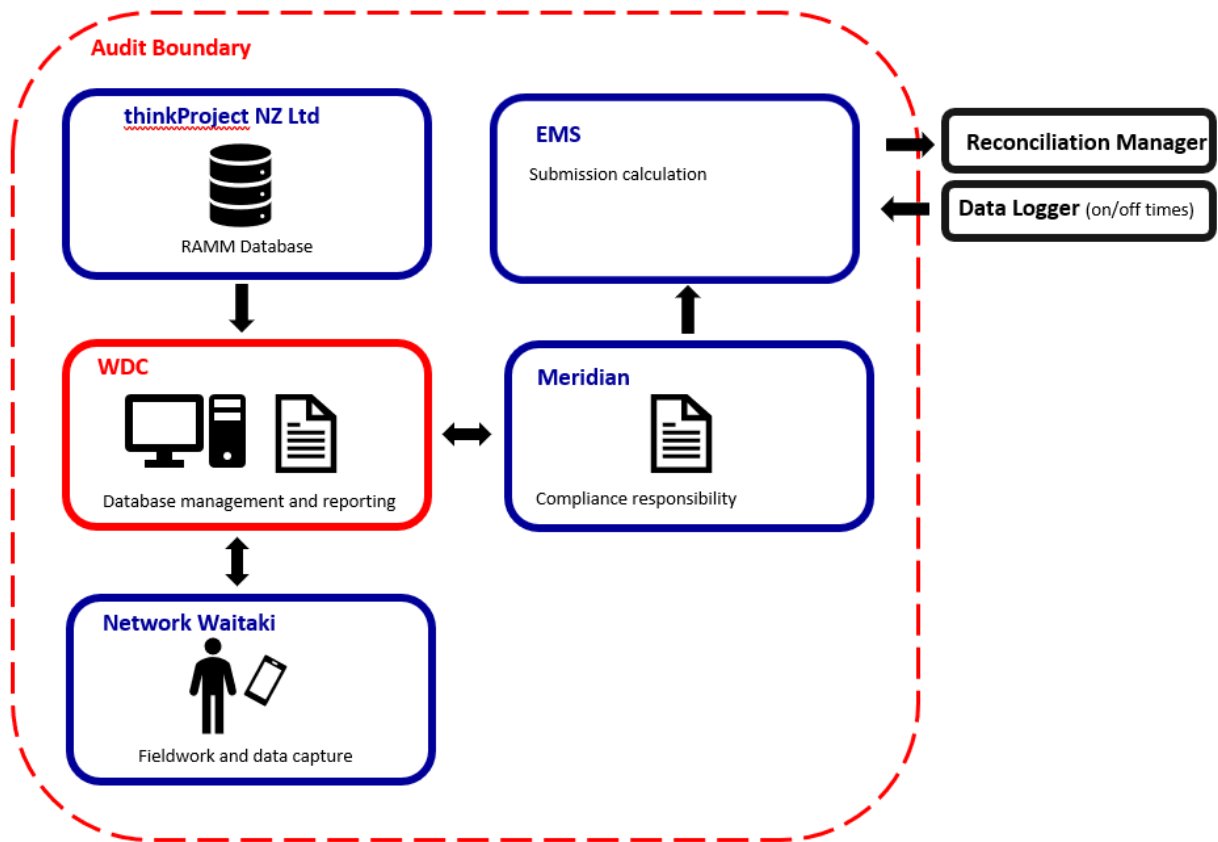 Audit Boundary
thinkProject NZ Ltd
RAMM Database
EMS
Submission calculation
Reconciliation Manager
Data Logger (on/off times)
WDC
Database management and reporting
Meridian
Compliance responsibility
Network Waitaki
Fieldwork and data capture